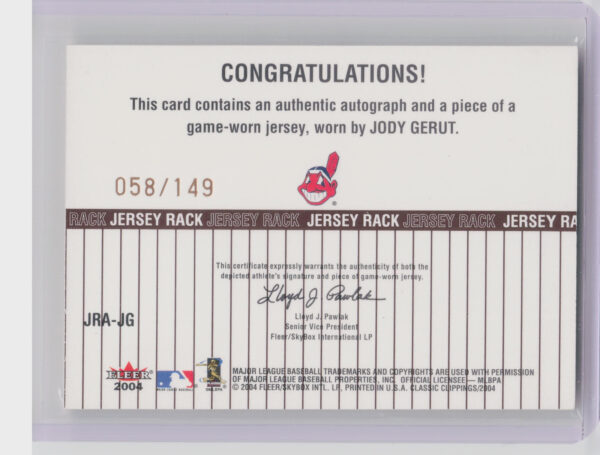 CONGRATULATIONS!
This card contains an authentic autograph and a piece of a
game-worn jersey, worn by JODY GERUT.
058/149
RACK JERSEY RACK JERSEY RACK JERSEY RACK JERSEY RACK JERSEY RA
This certificate expressly warrants the authenticity of both the
depicted athlete's signature and piece of game-worn jersey.
Lloyd J. Pawlak
Lloyd J. Pawlak
Senior Vice President
Fleer/SkyBox International LP
JRA-JG
FLEER
2004
MAJOR LEAGUE BASEBALL TRADEMARKS AND COPYRIGHTS ARE USED WITH PERMISSION
OF MAJOR LEAGUE BASEBALL PROPERTIES, INC. OFFICIAL LICENSEE— MLBPA
© 2004 FLEER/SKYBOX INTL. LP, PRINTED IN U.S.A. CLASSIC CLIPPINGS/2004